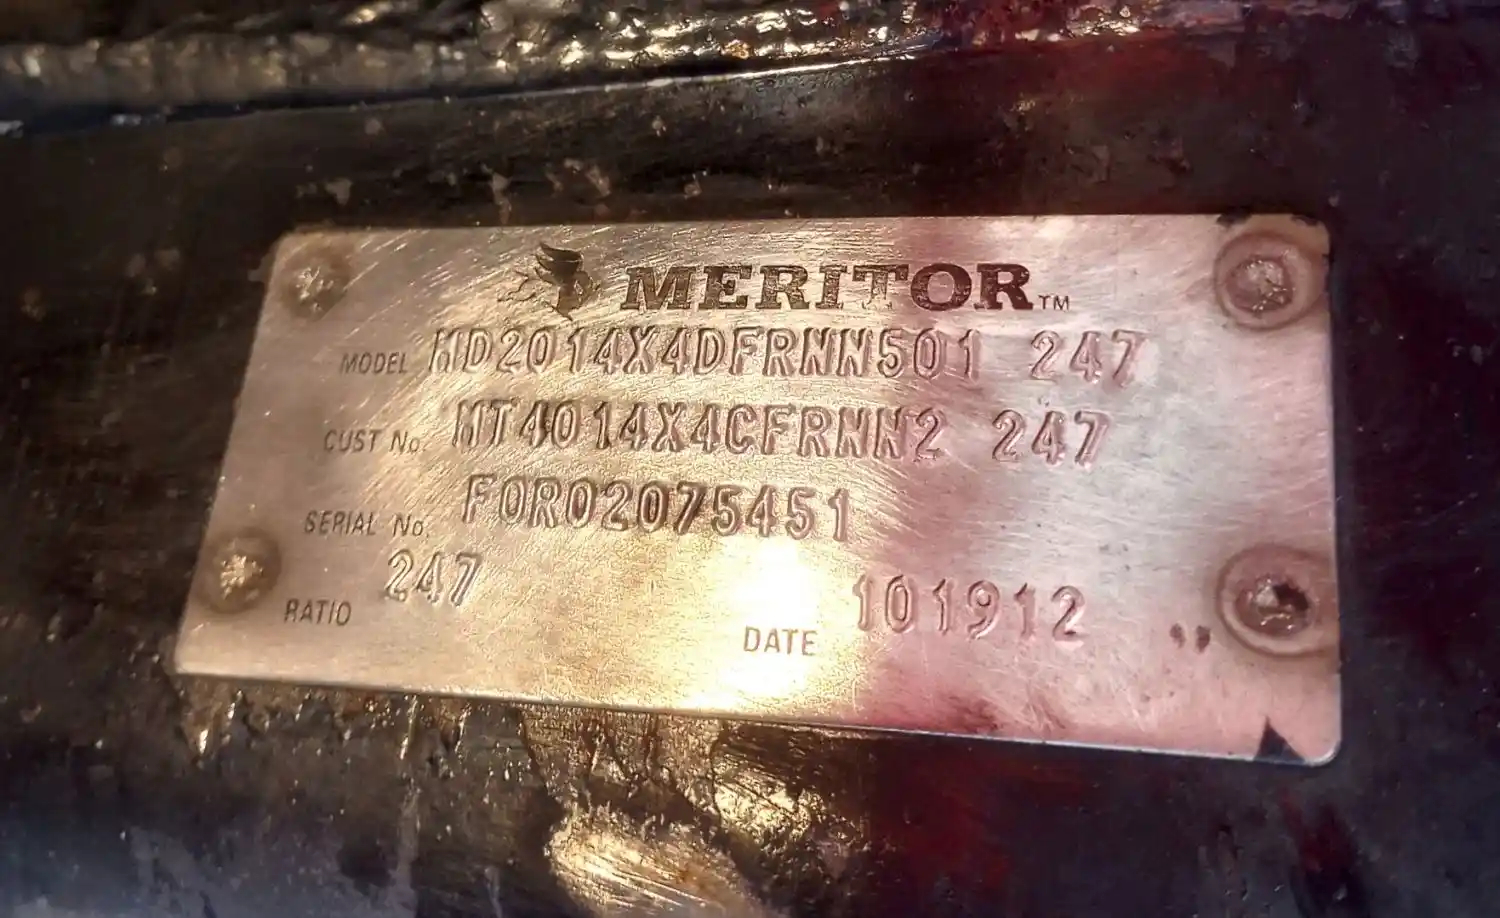 MERITOR™
MODEL MD2014X4DFRNN501 247
CUST No. MT4014X4CFRNN2 247
SERIAL No. FOR02075451
RATIO 247 DATE 101912